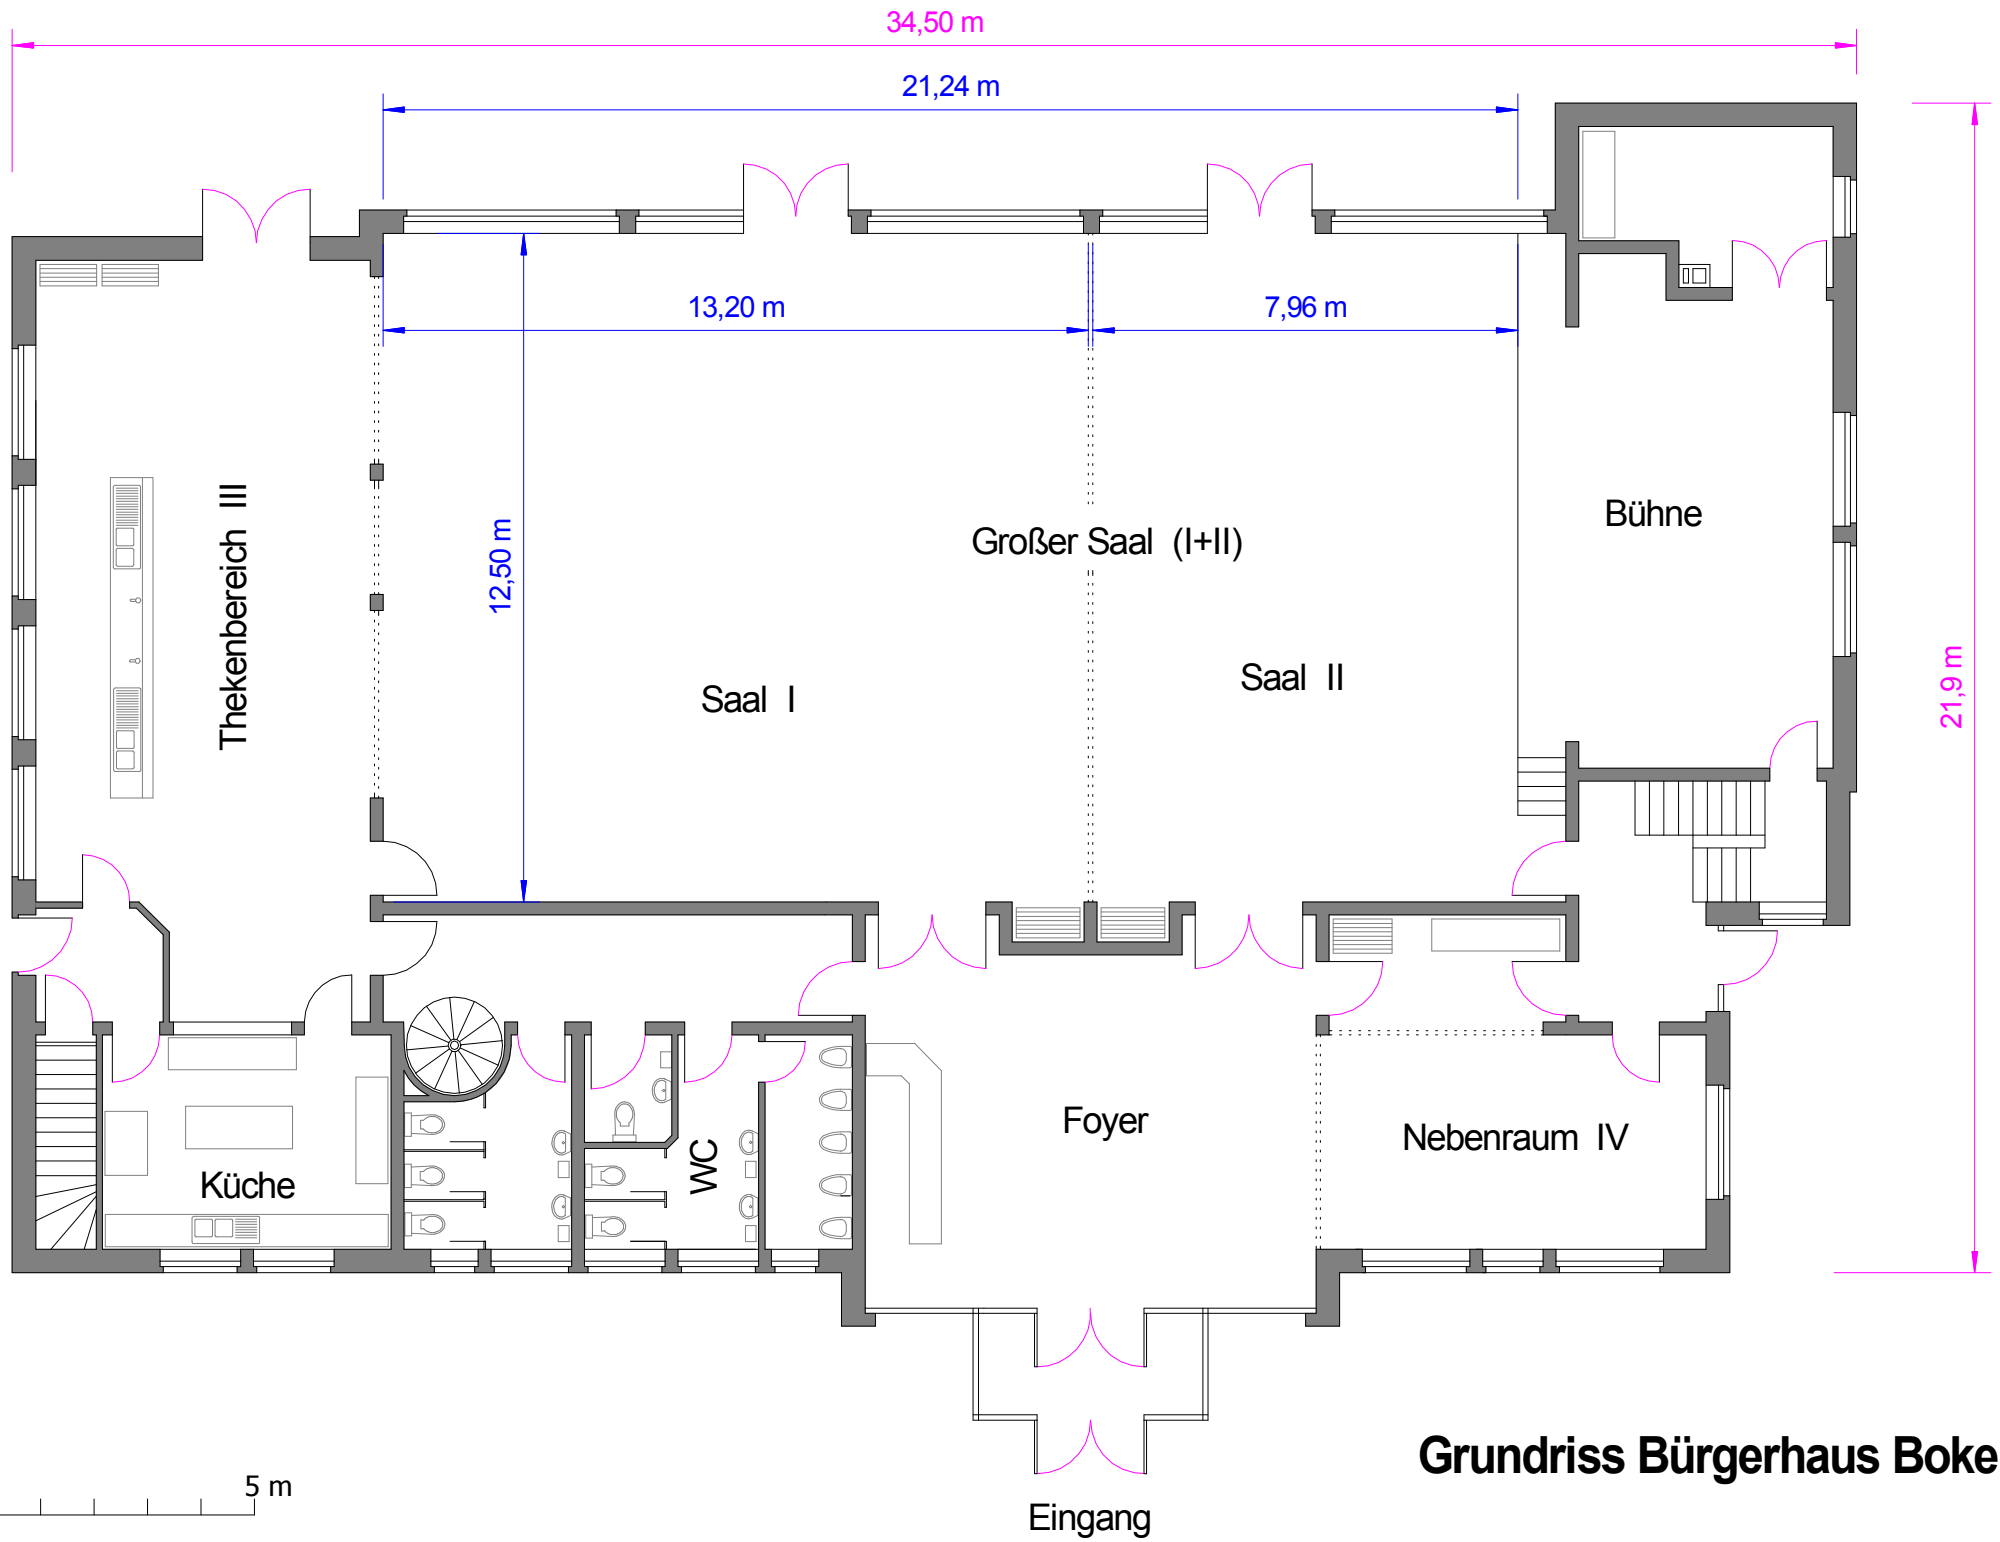 34,50 m
21,24 m
13,20 m
7,96 m
12,50 m
Thekenbereich III
Großer Saal (I+II)
Bühne
Saal I
Saal II
21,9 m
Küche
WC
Foyer
Nebenraum IV
5 m
Grundriss Bürgerhaus Boke
Eingang